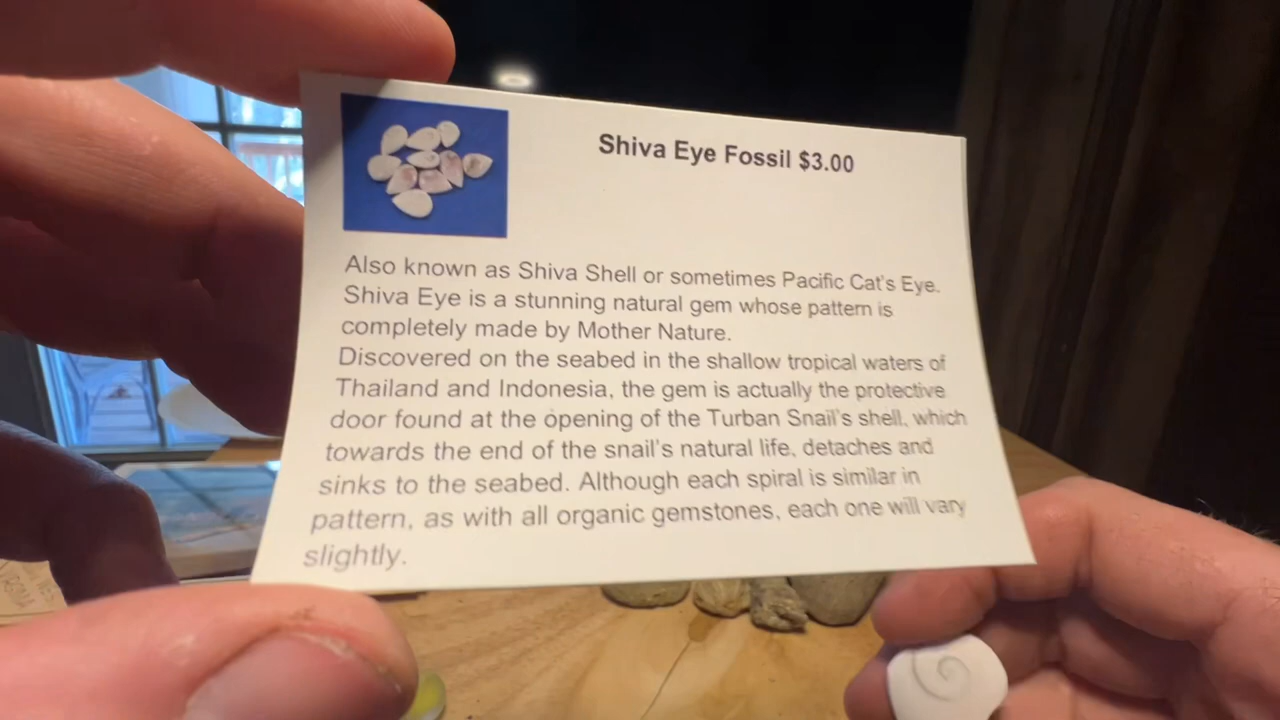 Shiva Eye Fossil $3.00
Also known as Shiva Shell or sometimes Pacific Cat's Eye.
Shiva Eye is a stunning natural gem whose pattern is
completely made by Mother Nature.
Discovered on the seabed in the shallow tropical waters of
Thailand and Indonesia, the gem is actually the protective
door found at the opening of the Turban Snail's shell, which
towards the end of the snail's natural life, detaches and
sinks to the seabed. Although each spiral is similar in
pattern, as with all organic gemstones, each one will vary
slightly.